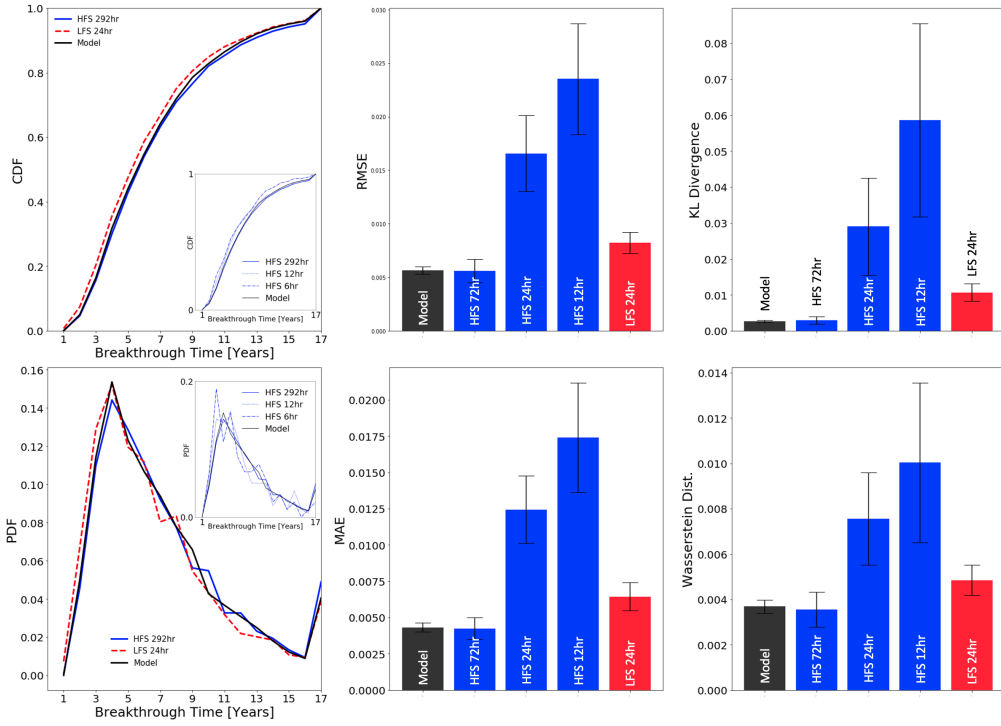 1.0
0.8
0.6
0.4
0.2
0.0
CDF
HFS 292hr
LFS 24hr
Model
1
0
CDF
HFS 292hr
HFS 12hr
HFS 6hr
Model
1
17
Breakthrough Time [Years]
1 3 5 7 9 11 13 15 17
Breakthrough Time [Years]
0.030
0.025
0.020
0.015
0.010
0.005
0.000
RMSE
Model
HFS 72hr
HFS 24hr
HFS 12hr
LFS 24hr
0.08
0.07
0.06
0.05
0.04
0.03
0.02
0.01
0.00
KL Divergence
Model
HFS 72hr
HFS 24hr
HFS 12hr
LFS 24hr
0.16
0.14
0.12
0.10
0.08
0.06
0.04
0.02
0.00
PDF
0.2
0.0
PDF
HFS 292hr
HFS 12hr
HFS 6hr
Model
1
17
Breakthrough Time [Years]
HFS 292hr
LFS 24hr
Model
1 3 5 7 9 11 13 15 17
Breakthrough Time [Years]
0.0200
0.0175
0.0150
0.0125
0.0100
0.0075
0.0050
0.0025
0.0000
MAE
Model
HFS 72hr
HFS 24hr
HFS 12hr
LFS 24hr
0.014
0.012
0.010
0.008
0.006
0.004
0.002
0.000
Wasserstein Dist.
Model
HFS 72hr
HFS 24hr
HFS 12hr
LFS 24hr